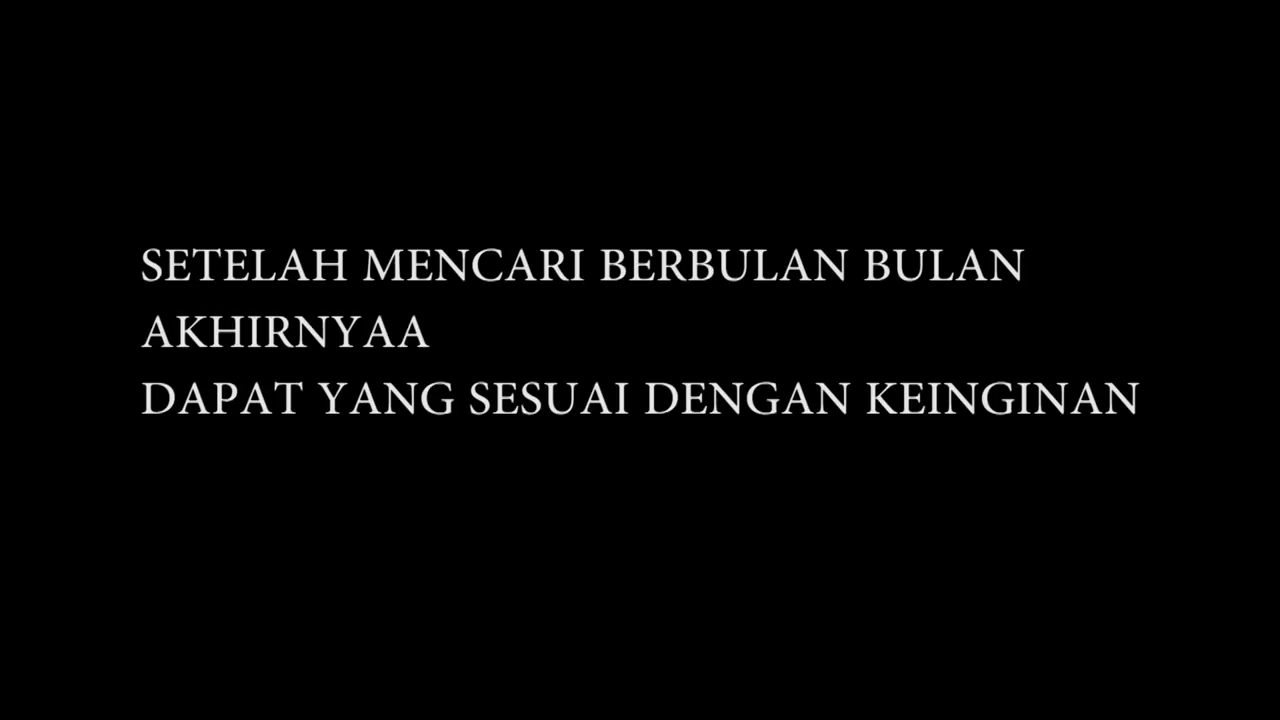 SETELAH MENCARI BERBULAN BULAN
AKHIRNYAA
DAPAT YANG SESUAI DENGAN KEINGINAN